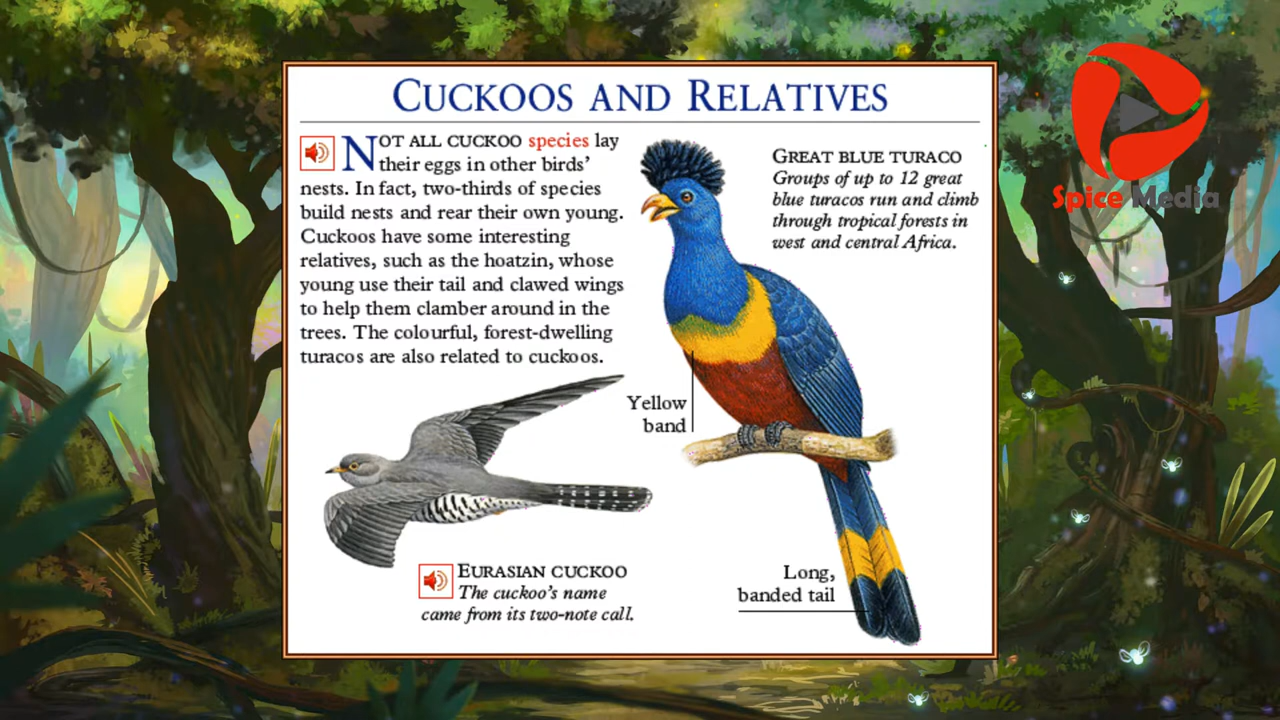 CUCKOOS AND RELATIVES
NOT ALL CUCKOO species lay
their eggs in other birds'
nests. In fact, two-thirds of species
build nests and rear their own young.
Cuckoos have some interesting
relatives, such as the hoatzin, whose
young use their tail and clawed wings
to help them clamber around in the
trees. The colourful, forest-dwelling
turacos are also related to cuckoos.
GREAT BLUE TURACO
Groups of up to 12 great
blue turacos run and climb
through tropical forests in
west and central Africa.
Yellow
band
Long,
banded tail
EURASIAN CUCKOO
The cuckoo's name
came from its two-note call.
Spice Media